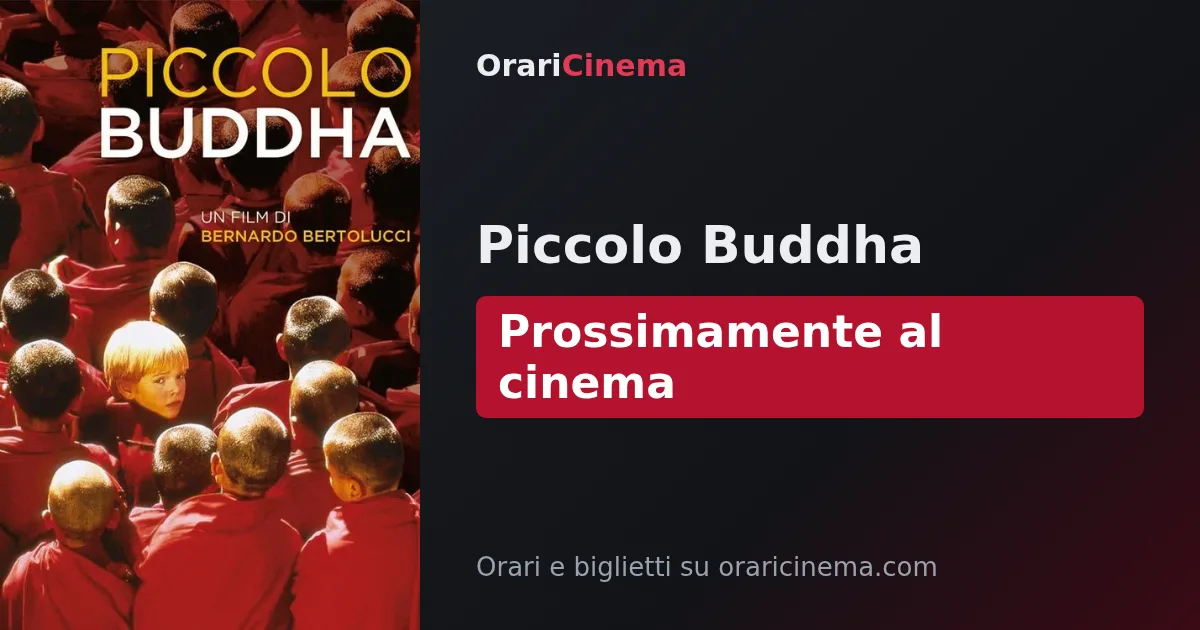 PICCOLO
BUDDHA
UN FILM DI
BERNARDO BERTOLUCCI
OrariCinema
Piccolo Buddha
Prossimamente al
cinema
Orari e biglietti su oraricinema.com